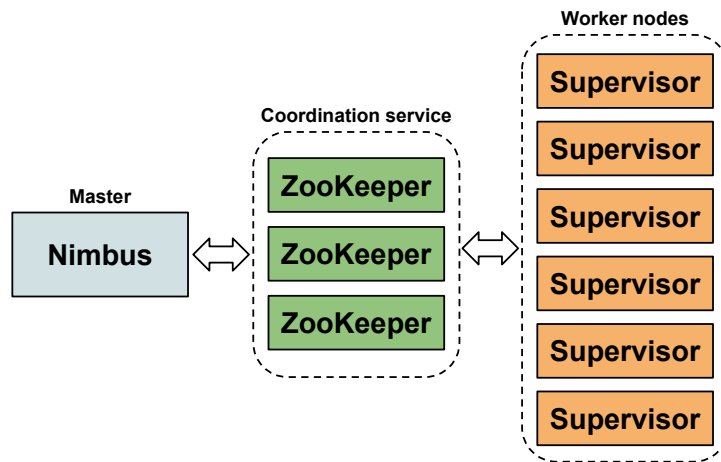 Worker nodes
Supervisor
Supervisor
Supervisor
Supervisor
Supervisor
Supervisor
Coordination service
ZooKeeper
ZooKeeper
ZooKeeper
Master
Nimbus